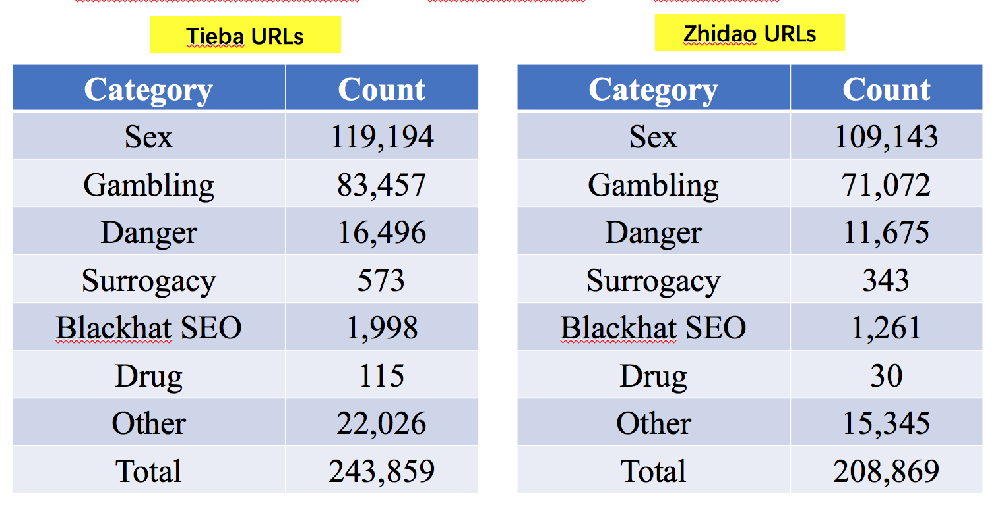 Tieba URLs
Category Count
Sex 119,194
Gambling 83,457
Danger 16,496
Surrogacy 573
Blackhat SEO 1,998
Drug 115
Other 22,026
Total 243,859
Zhidao URLs
Category Count
Sex 109,143
Gambling 71,072
Danger 11,675
Surrogacy 343
Blackhat SEO 1,261
Drug 30
Other 15,345
Total 208,869